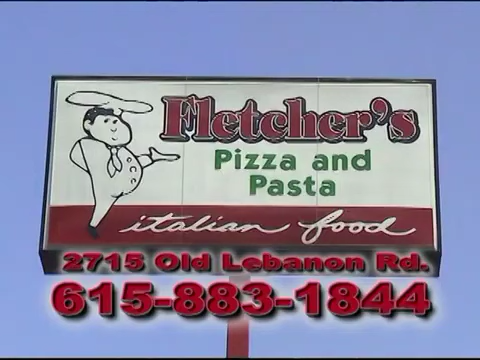 Fletcher's
Pizza and
Pasta
italian food
2715 Old Lebanon Rd.
615-883-1844